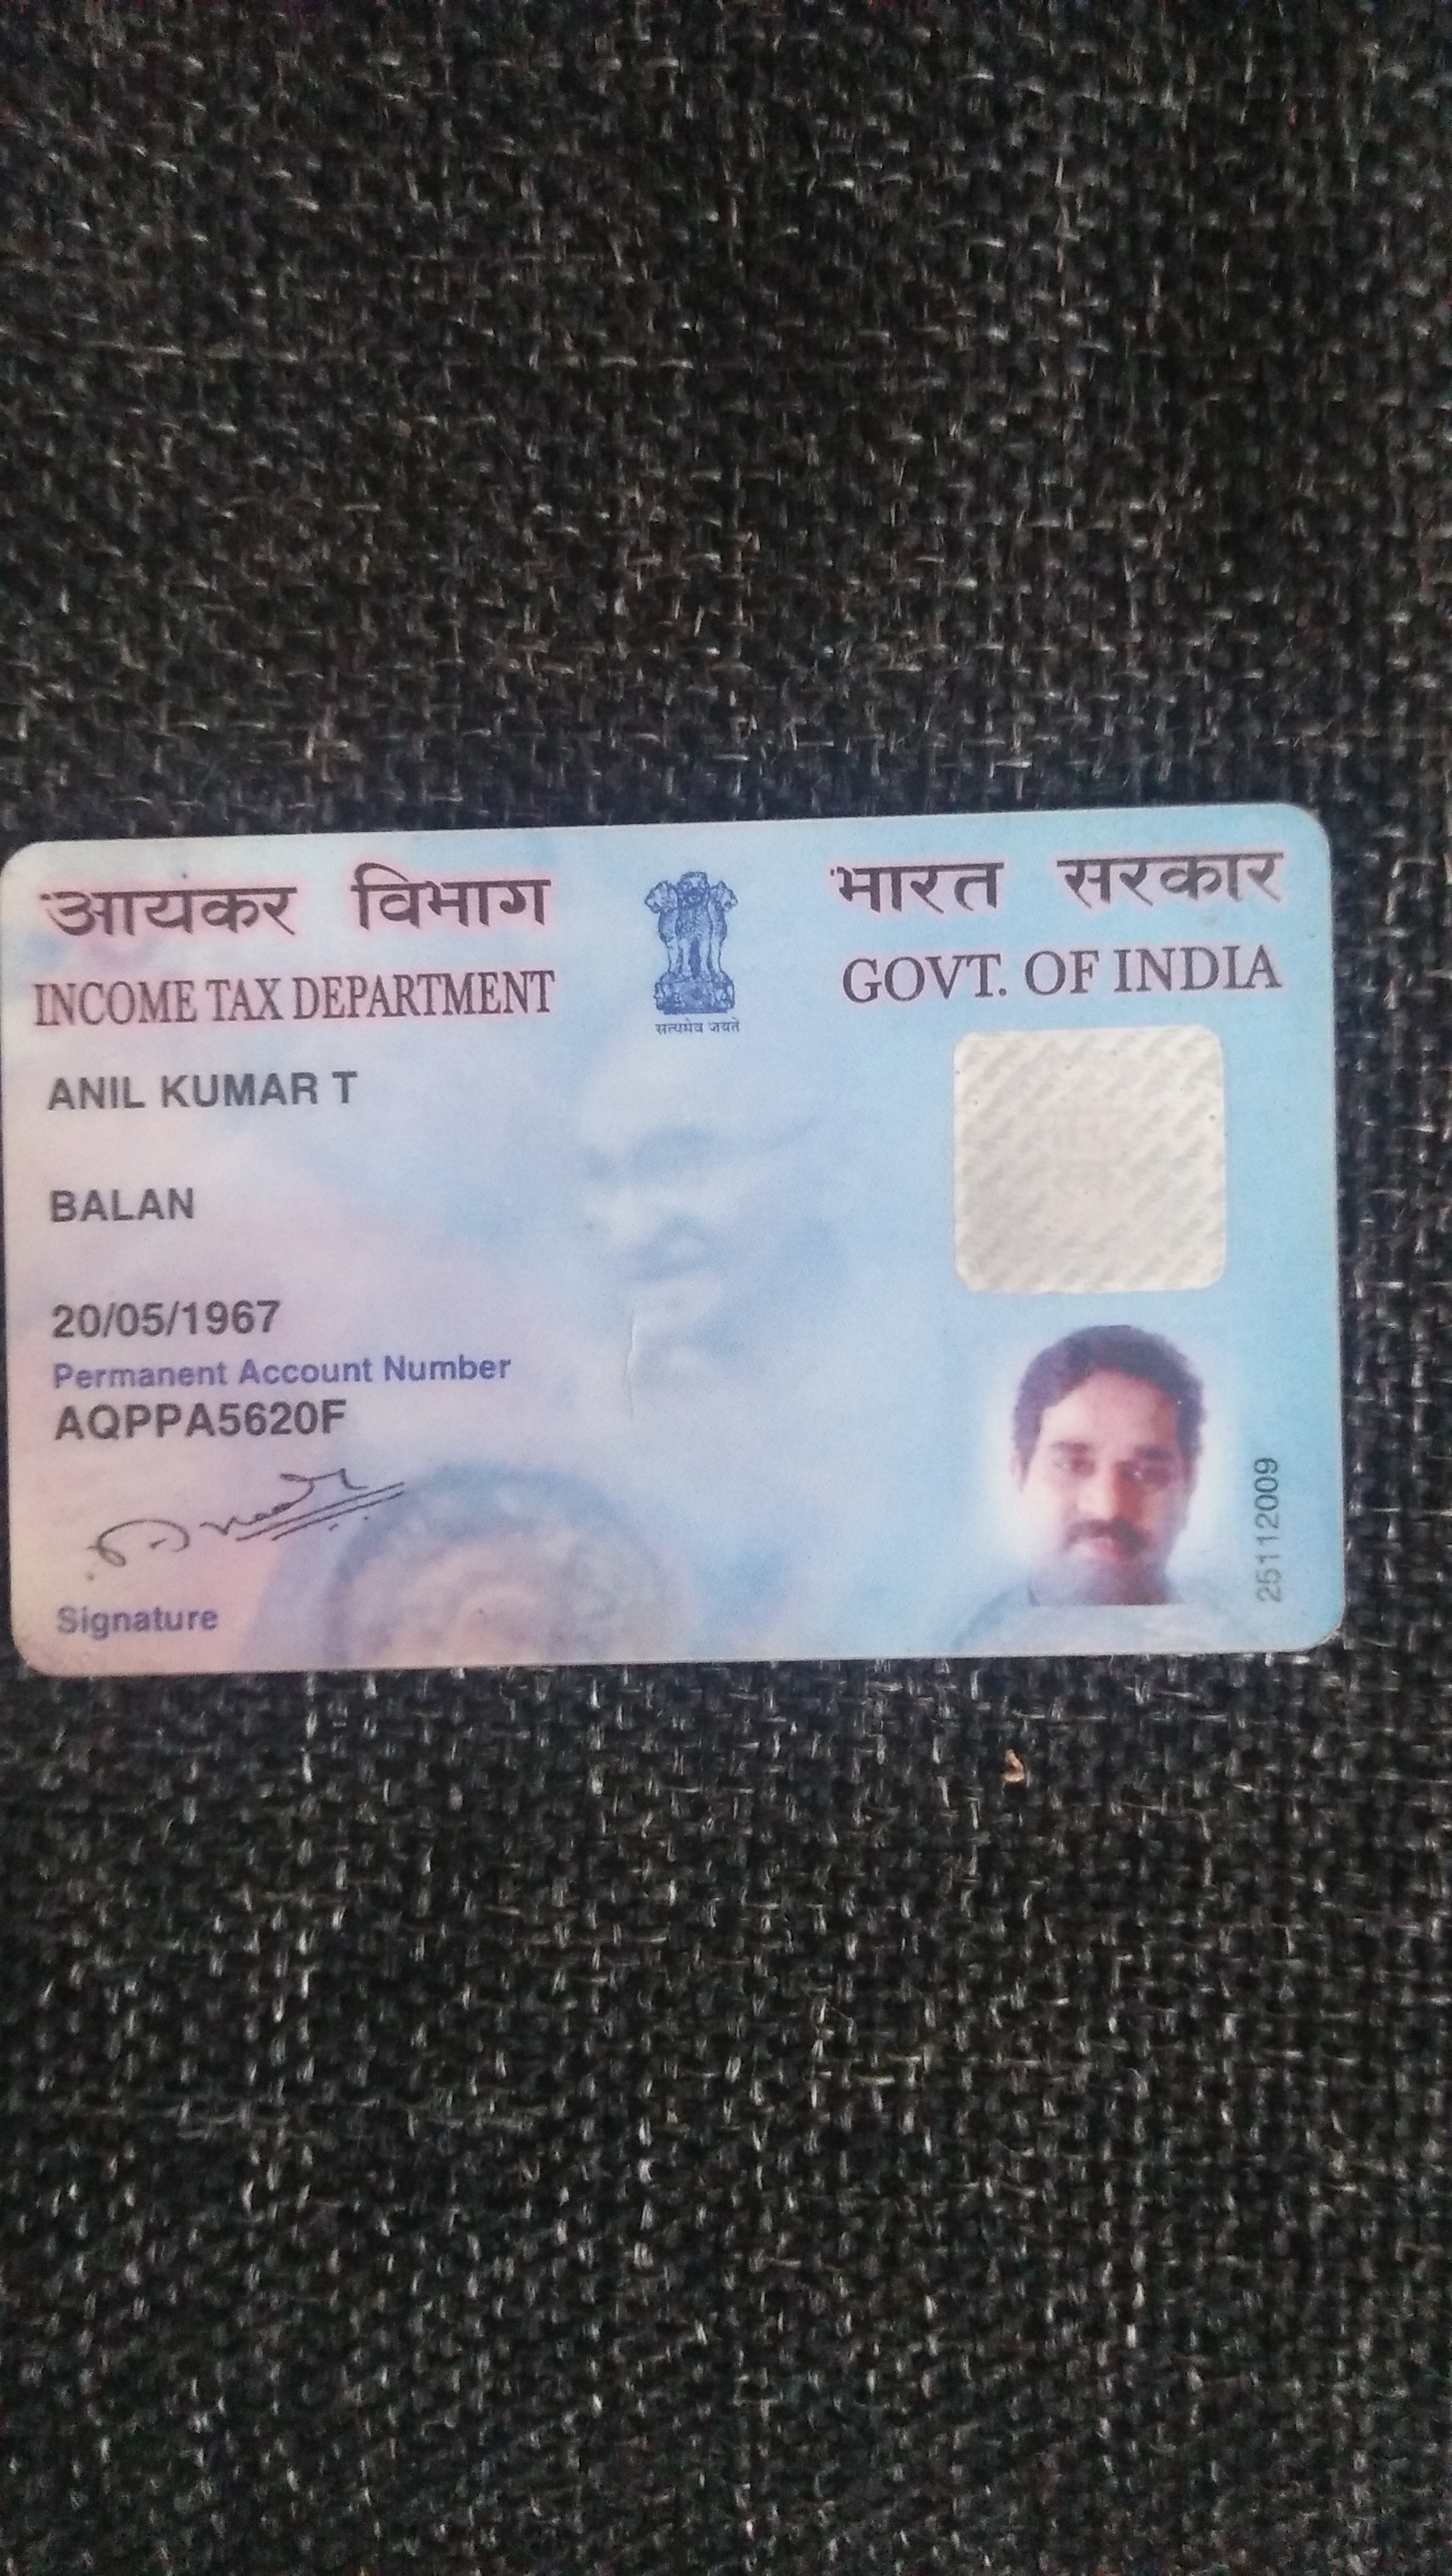 आयकर विभाग
भारत सरकार
INCOME TAX DEPARTMENT
GOVT. OF INDIA
सत्यमेव जयते
ANIL KUMAR T
BALAN
20/05/1967
Permanent Account Number
AQPPA5620F
Signature
25112009